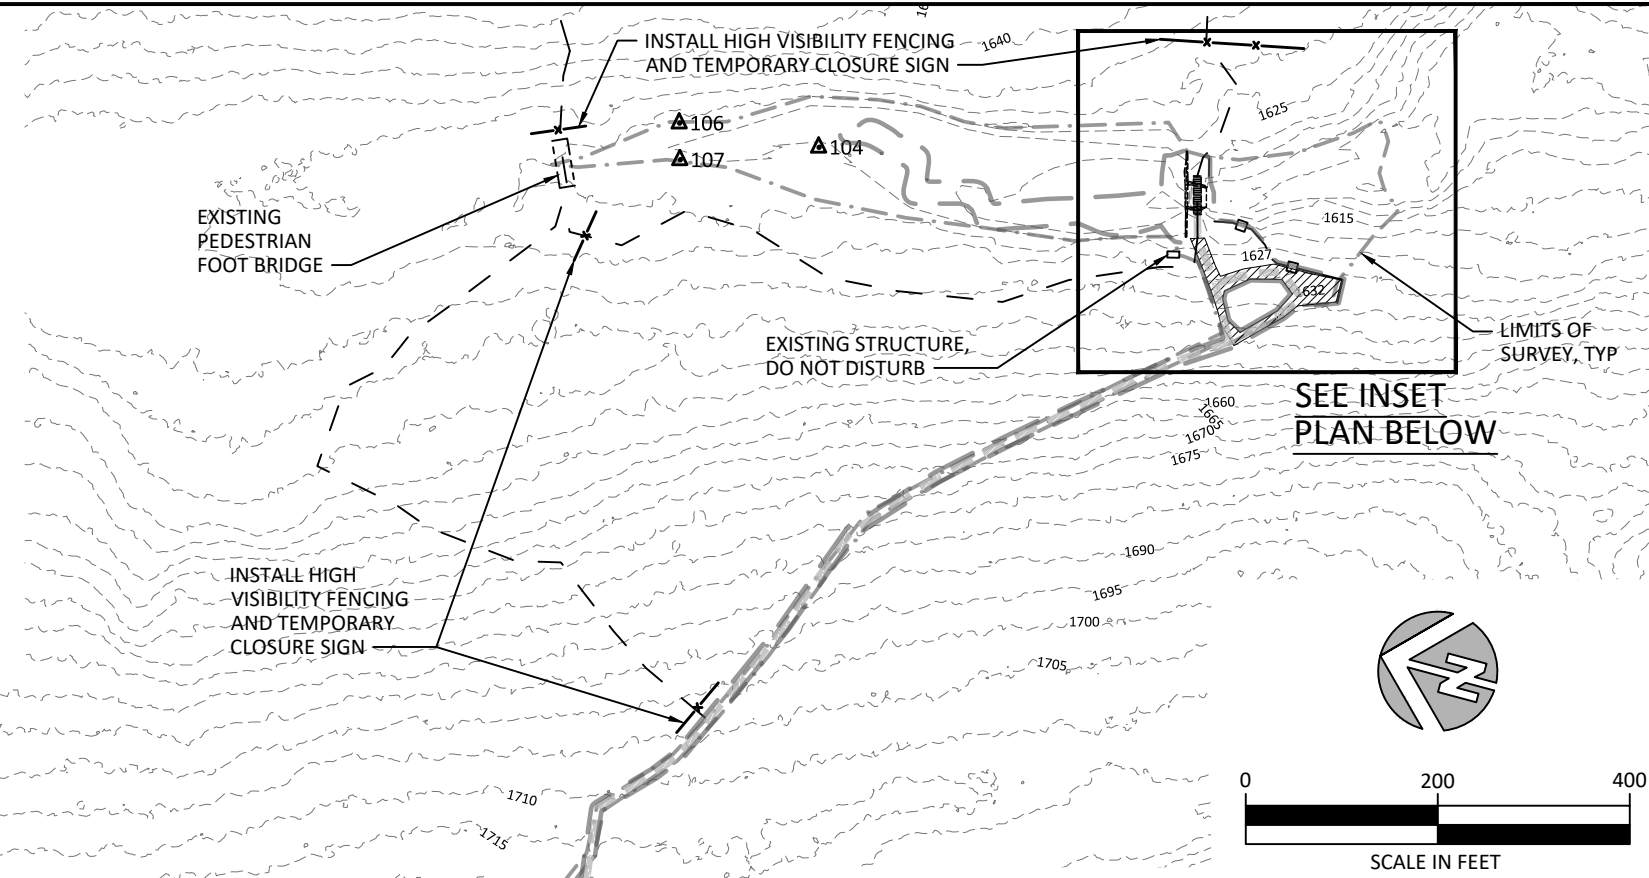 INSTALL HIGH VISIBILITY FENCING
AND TEMPORARY CLOSURE SIGN
1640
1625
106
107
104
EXISTING
PEDESTRIAN
FOOT BRIDGE
1615
1627
1632
EXISTING STRUCTURE,
DO NOT DISTURB
LIMITS OF
SURVEY, TYP
SEE INSET
PLAN BELOW
1660
1665
1670
1675
1690
1695
1700
1705
INSTALL HIGH
VISIBILITY FENCING
AND TEMPORARY
CLOSURE SIGN
1710
1715
N
0 200 400
SCALE IN FEET